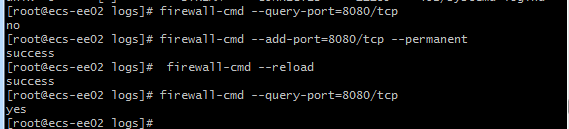 [root@ecs-ee02 logs]# firewall-cmd --query-port=8080/tcp
no
[root@ecs-ee02 logs]# firewall-cmd --add-port=8080/tcp --permanent
success
[root@ecs-ee02 logs]#  firewall-cmd --reload
success
[root@ecs-ee02 logs]# firewall-cmd --query-port=8080/tcp
yes
[root@ecs-ee02 logs]#